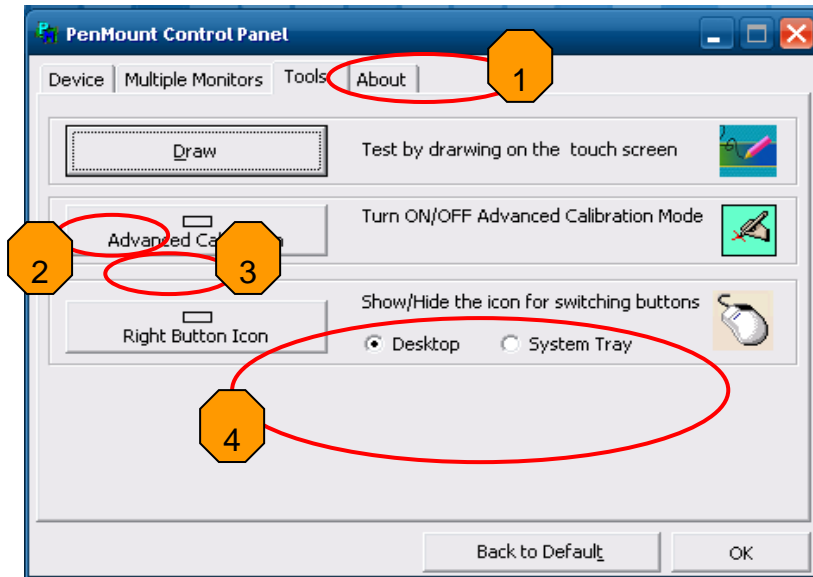 PenMount Control Panel
Device Multiple Monitors Tools About
1
Draw Test by drarwing on the touch screen
Turn ON/OFF Advanced Calibration Mode
Advanced
2
3
Show/Hide the icon for switching buttons
Right Button Icon
Desktop System Tray
4
Back to Default OK